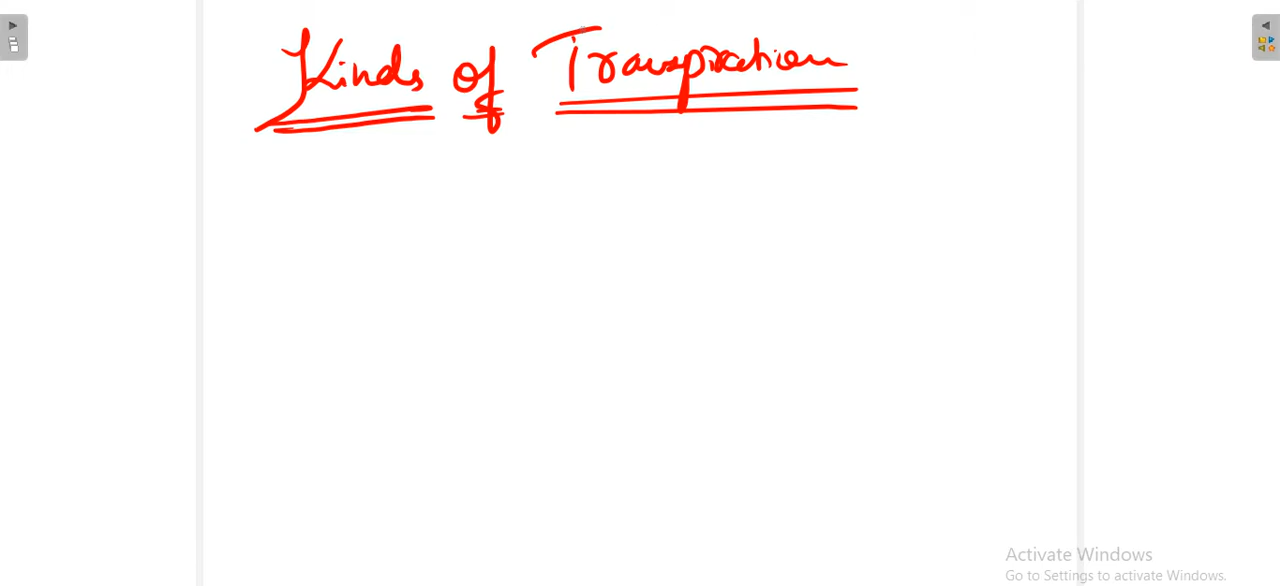 Kinds of Transpiration
Activate Windows
Go to Settings to activate Windows.